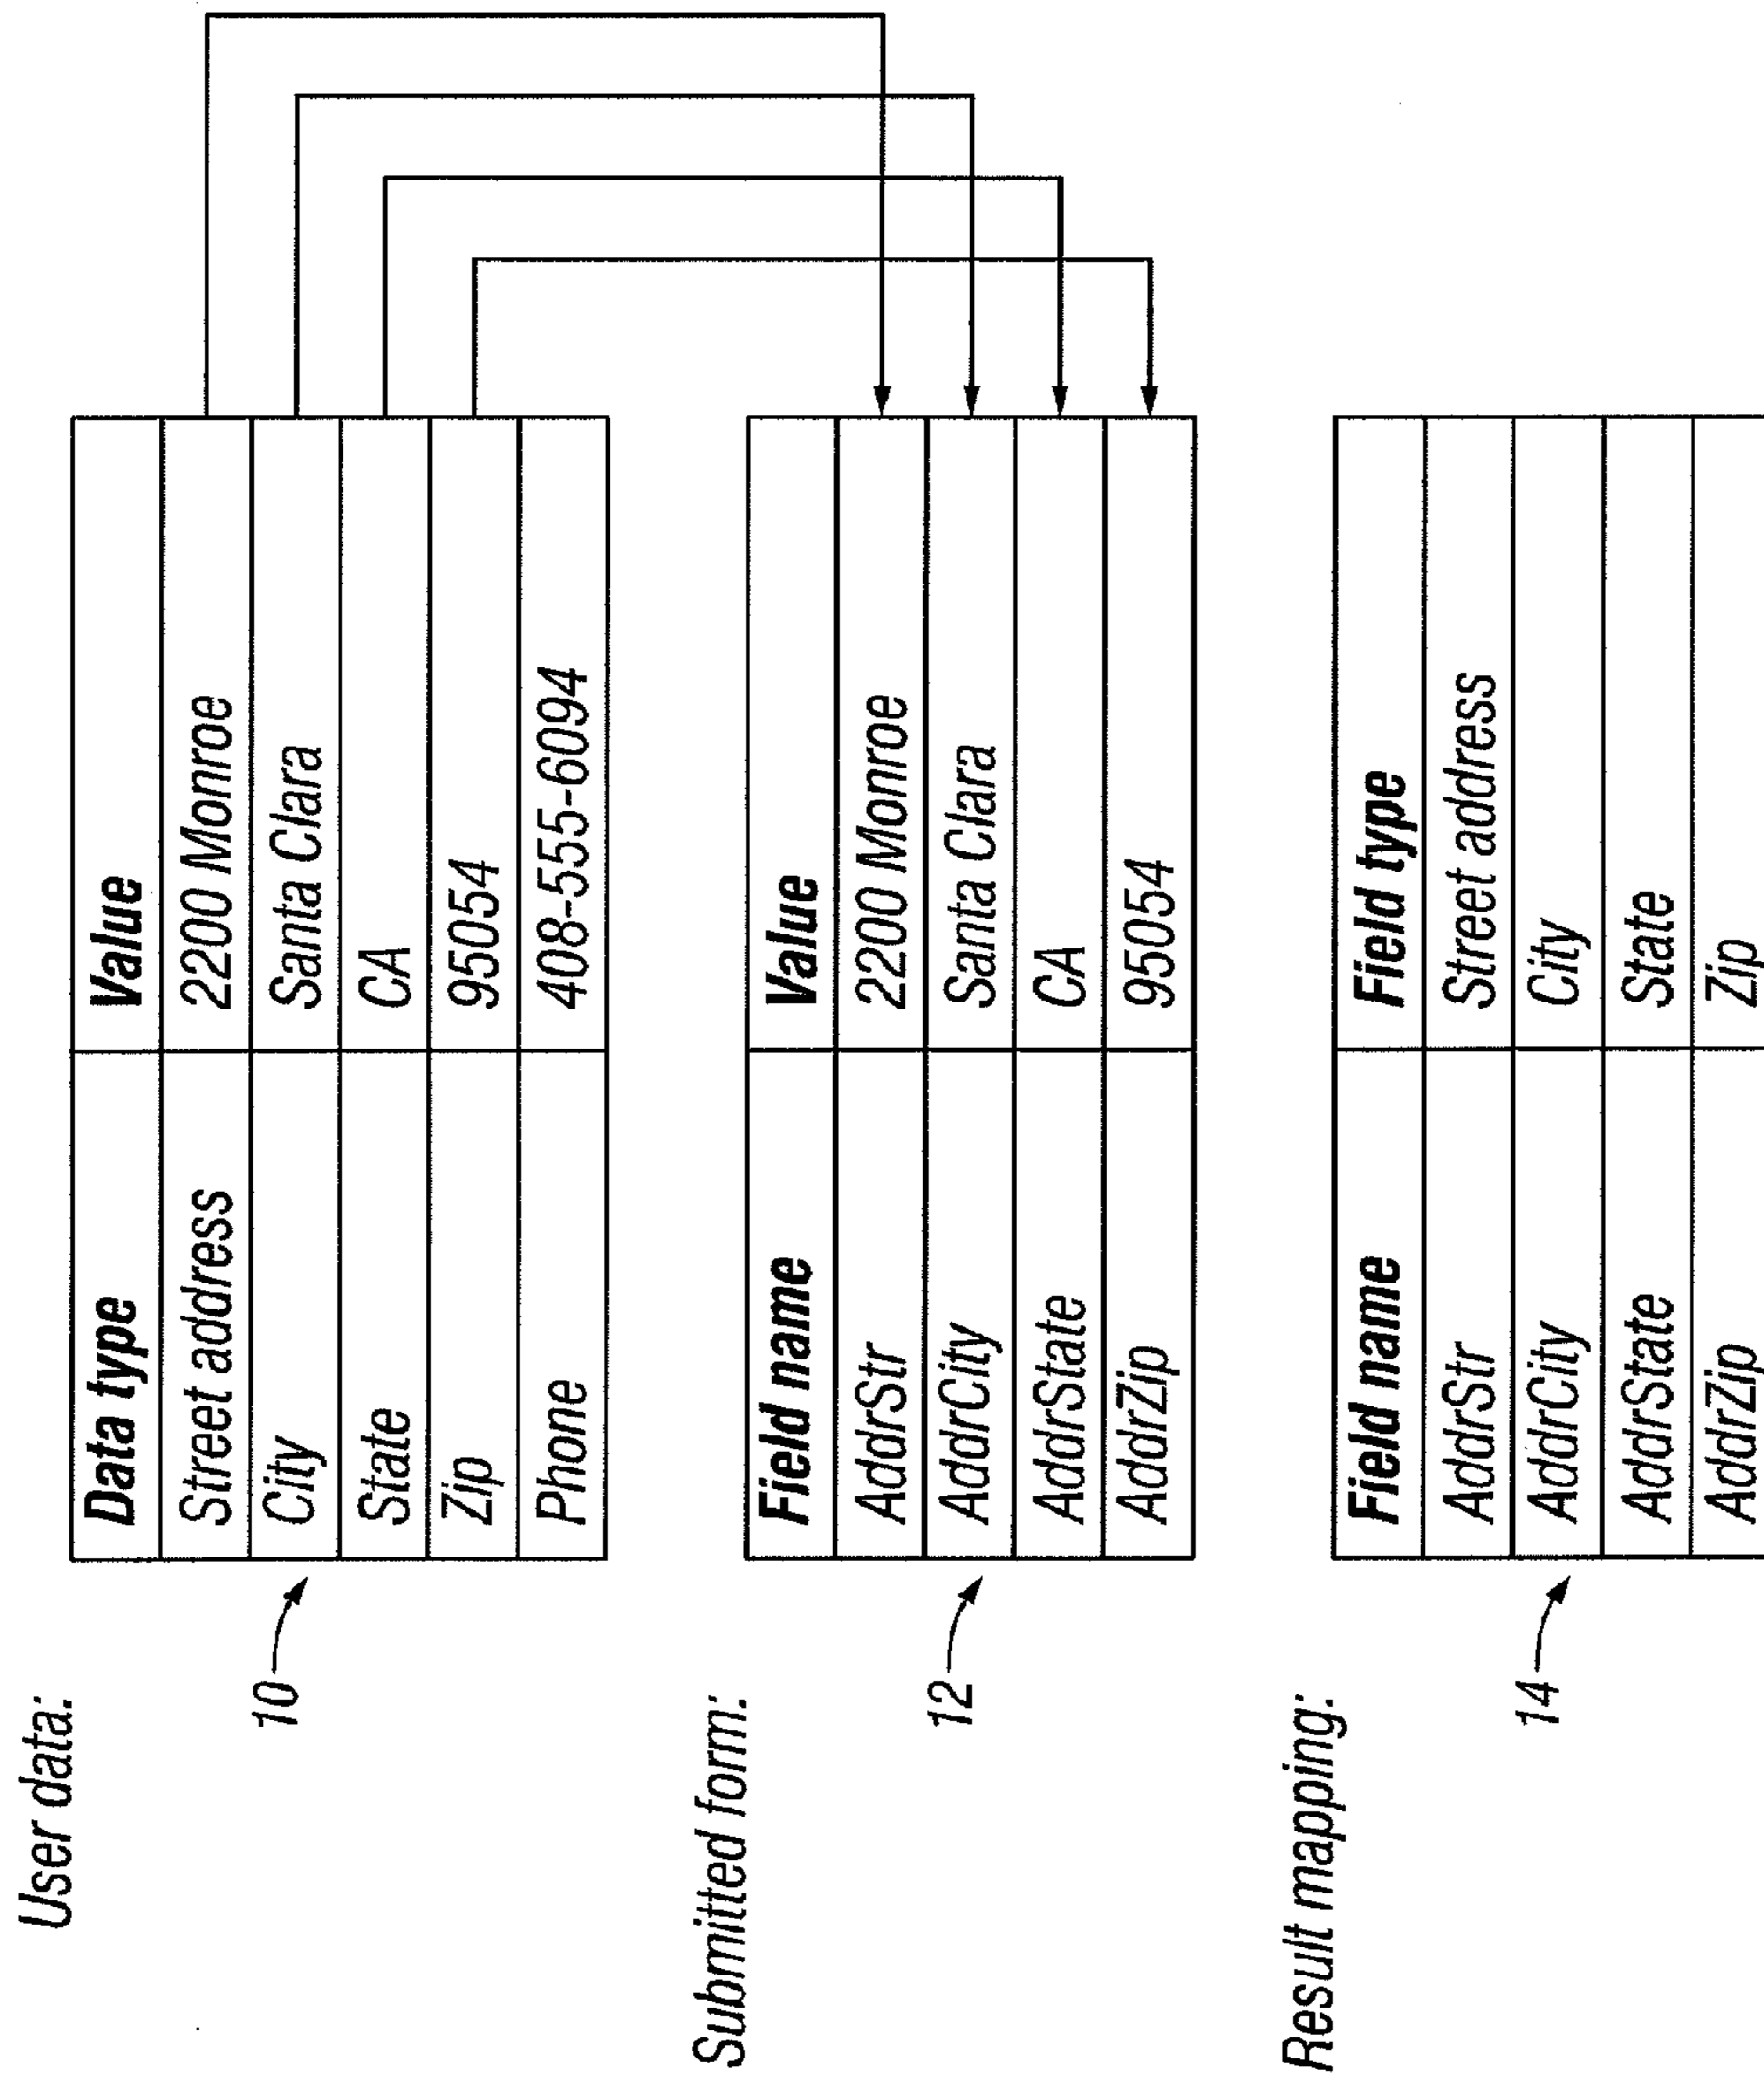 User data:
10
Data type Value
Street address 2200 Monroe
City Santa Clara
State CA
Zip 95054
Phone 408-555-6094
Submitted form:
12
Field name Value
AddrStr 2200 Monroe
AddrCity Santa Clara
AddrState CA
AddrZip 95054
Result mapping:
14
Field name Field type
AddrStr Street address
AddrCity City
AddrState State
AddrZip Zip